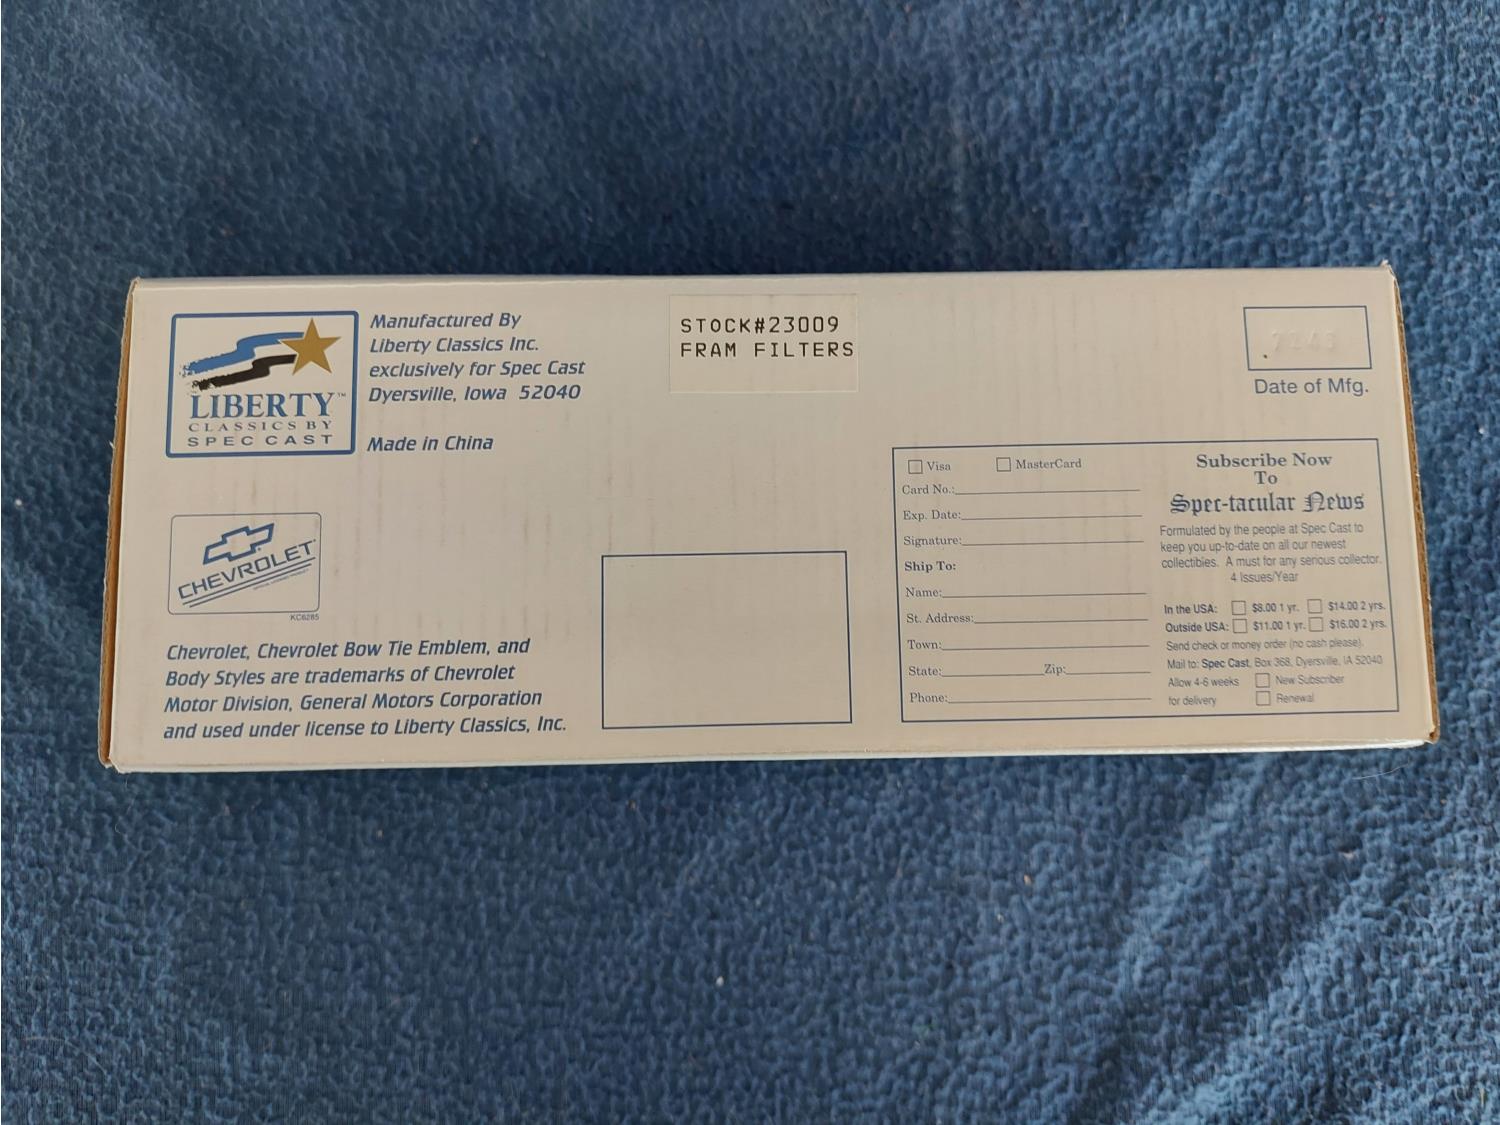 LIBERTY™
CLASSICS BY
SPEC CAST
Manufactured By
Liberty Classics Inc.
exclusively for Spec Cast
Dyersville, Iowa 52040
Made in China
STOCK#23009
FRAM FILTERS
Date of Mfg.
CHEVROLET
KC6285
Chevrolet, Chevrolet Bow Tie Emblem, and
Body Styles are trademarks of Chevrolet
Motor Division, General Motors Corporation
and used under license to Liberty Classics, Inc.
Visa MasterCard
Card No.:
Exp. Date:
Signature:
Ship To:
Name:
St. Address:
Town:
State: Zip:
Phone:
Subscribe Now
To
Spec-tacular News
Formulated by the people at Spec Cast to
keep you up-to-date on all our newest
collectibles. A must for any serious collector.
4 Issues/Year
In the USA: $8.00 1 yr. $14.00 2 yrs.
Outside USA: $11.00 1 yr. $16.00 2 yrs.
Send check or money order (no cash please).
Mail to: Spec Cast, Box 368, Dyersville, IA 52040
Allow 4-6 weeks New Subscriber
for delivery Renewal